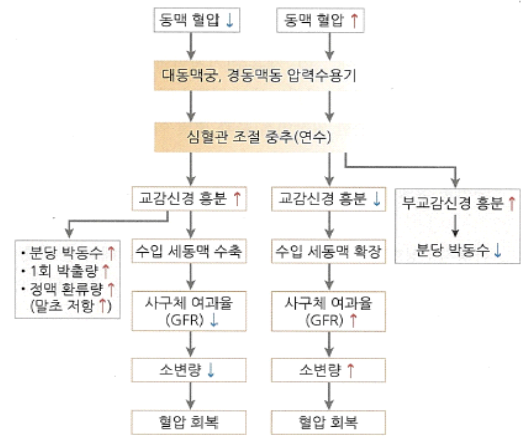 동맥 혈압 ↓
동맥 혈압 ↑
대동맥궁, 경동맥동 압력수용기
심혈관 조절 중추(연수)
교감신경 흥분 ↑
교감신경 흥분 ↓
부교감신경 흥분 ↑
분당 박동수 ↓
• 분당 박동수 ↑
• 1회 박출량 ↑
• 정맥 환류량 ↑
(말초 저항 ↑)
수입 세동맥 수축
수입 세동맥 확장
사구체 여과율
(GFR) ↓
사구체 여과율
(GFR) ↑
소변량 ↓
소변량 ↑
혈압 회복
혈압 회복